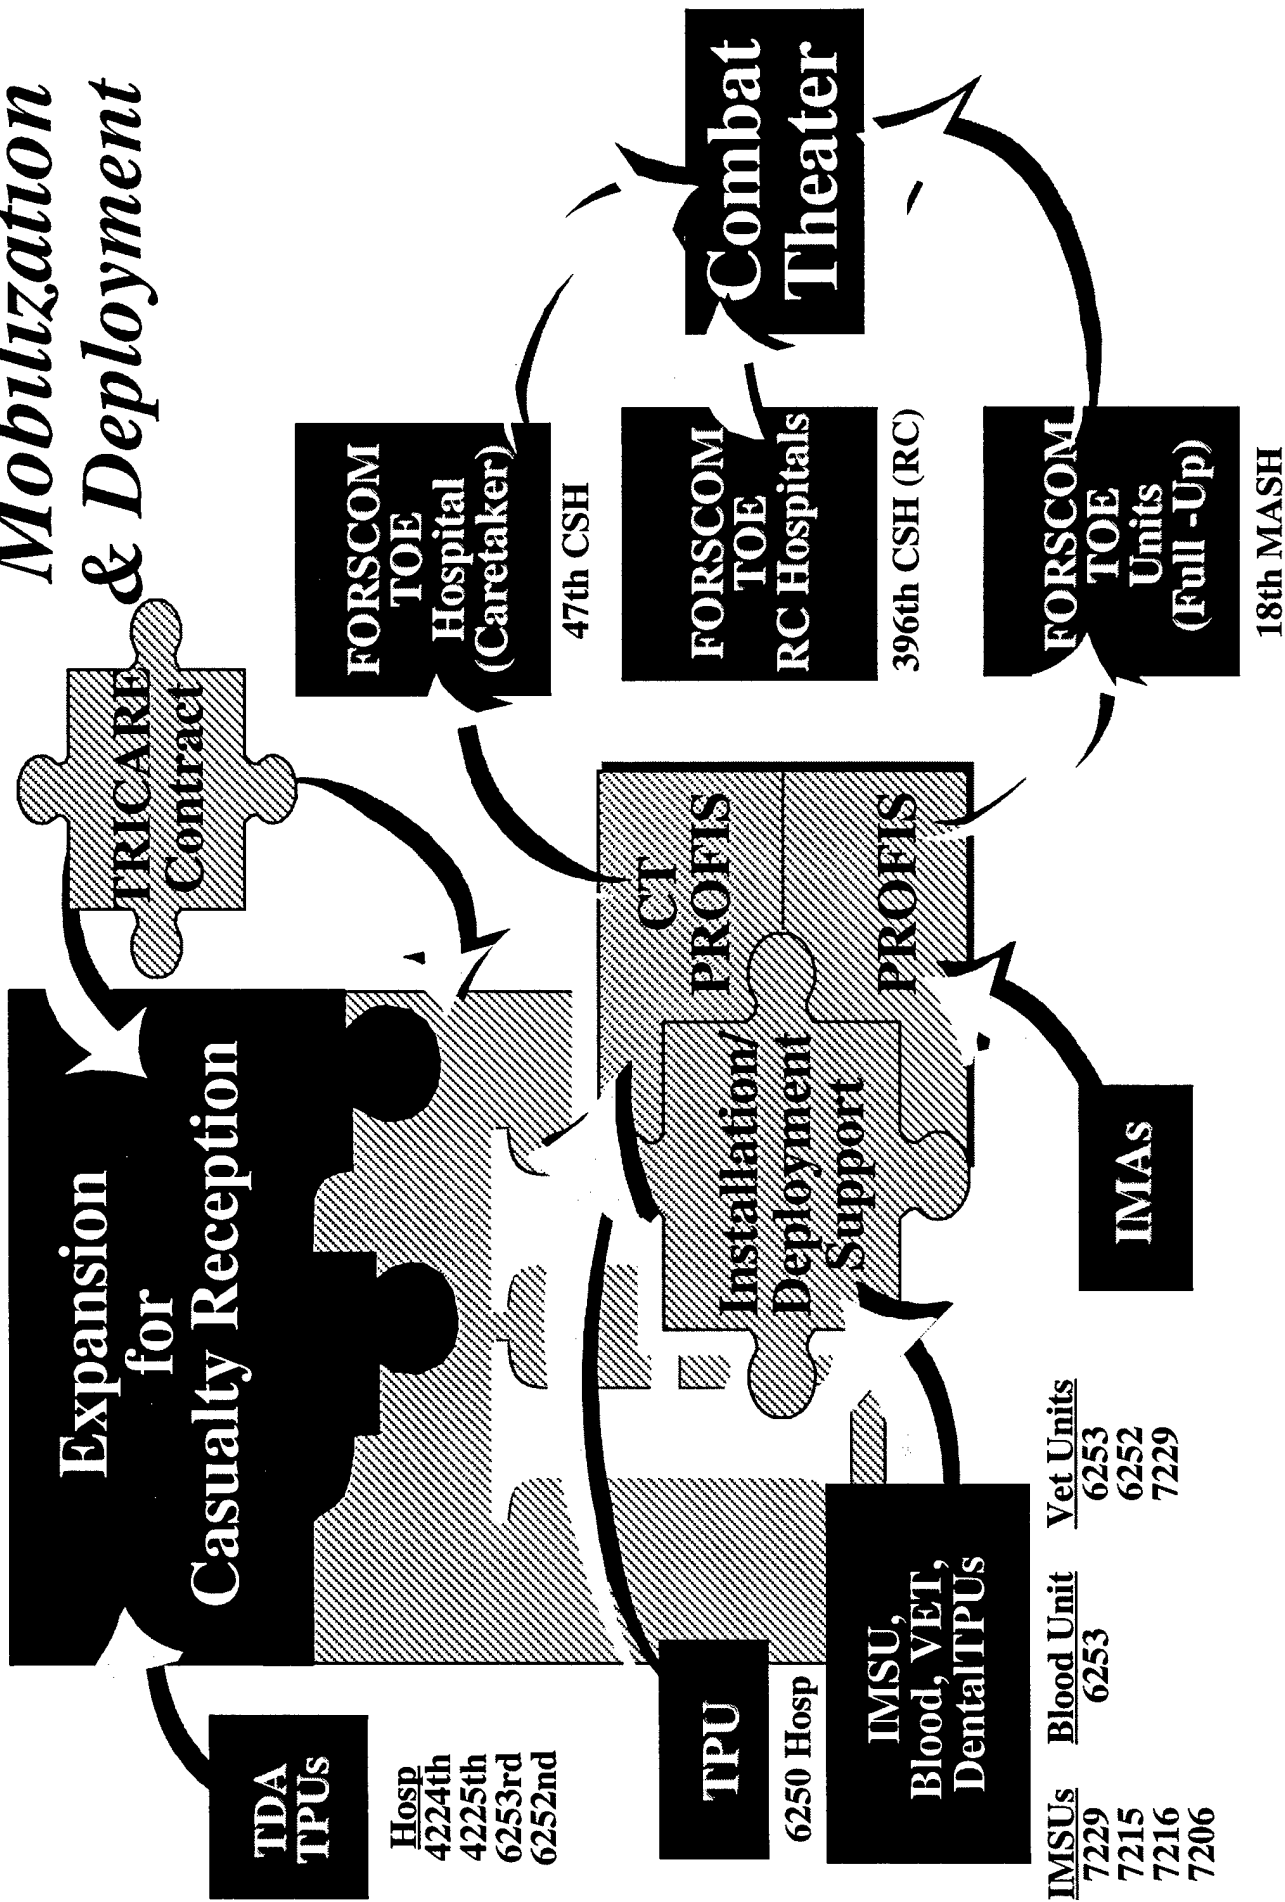 Mobilization
& Deployment
TRICARE
Contract
Expansion
for
Casualty Reception
TDA
TPUs
Hosp
4224th
4225th
6253rd
6252nd
TPU
6250 Hosp
IMSU,
Blood, VET,
DentalTPUs
IMSUs
7229
7215
7216
7206
Blood Unit
6253
Vet Units
6253
6252
7229
IMAs
Installation/
Deployment
Support
CT
PROFIS
PROFIS
FORSCOM
TOE
Hospital
(Caretaker)
47th CSH
FORSCOM
TOE
RC Hospitals
396th CSH (RC)
FORSCOM
TOE
Units
(Full -Up)
18th MASH
Combat
Theater